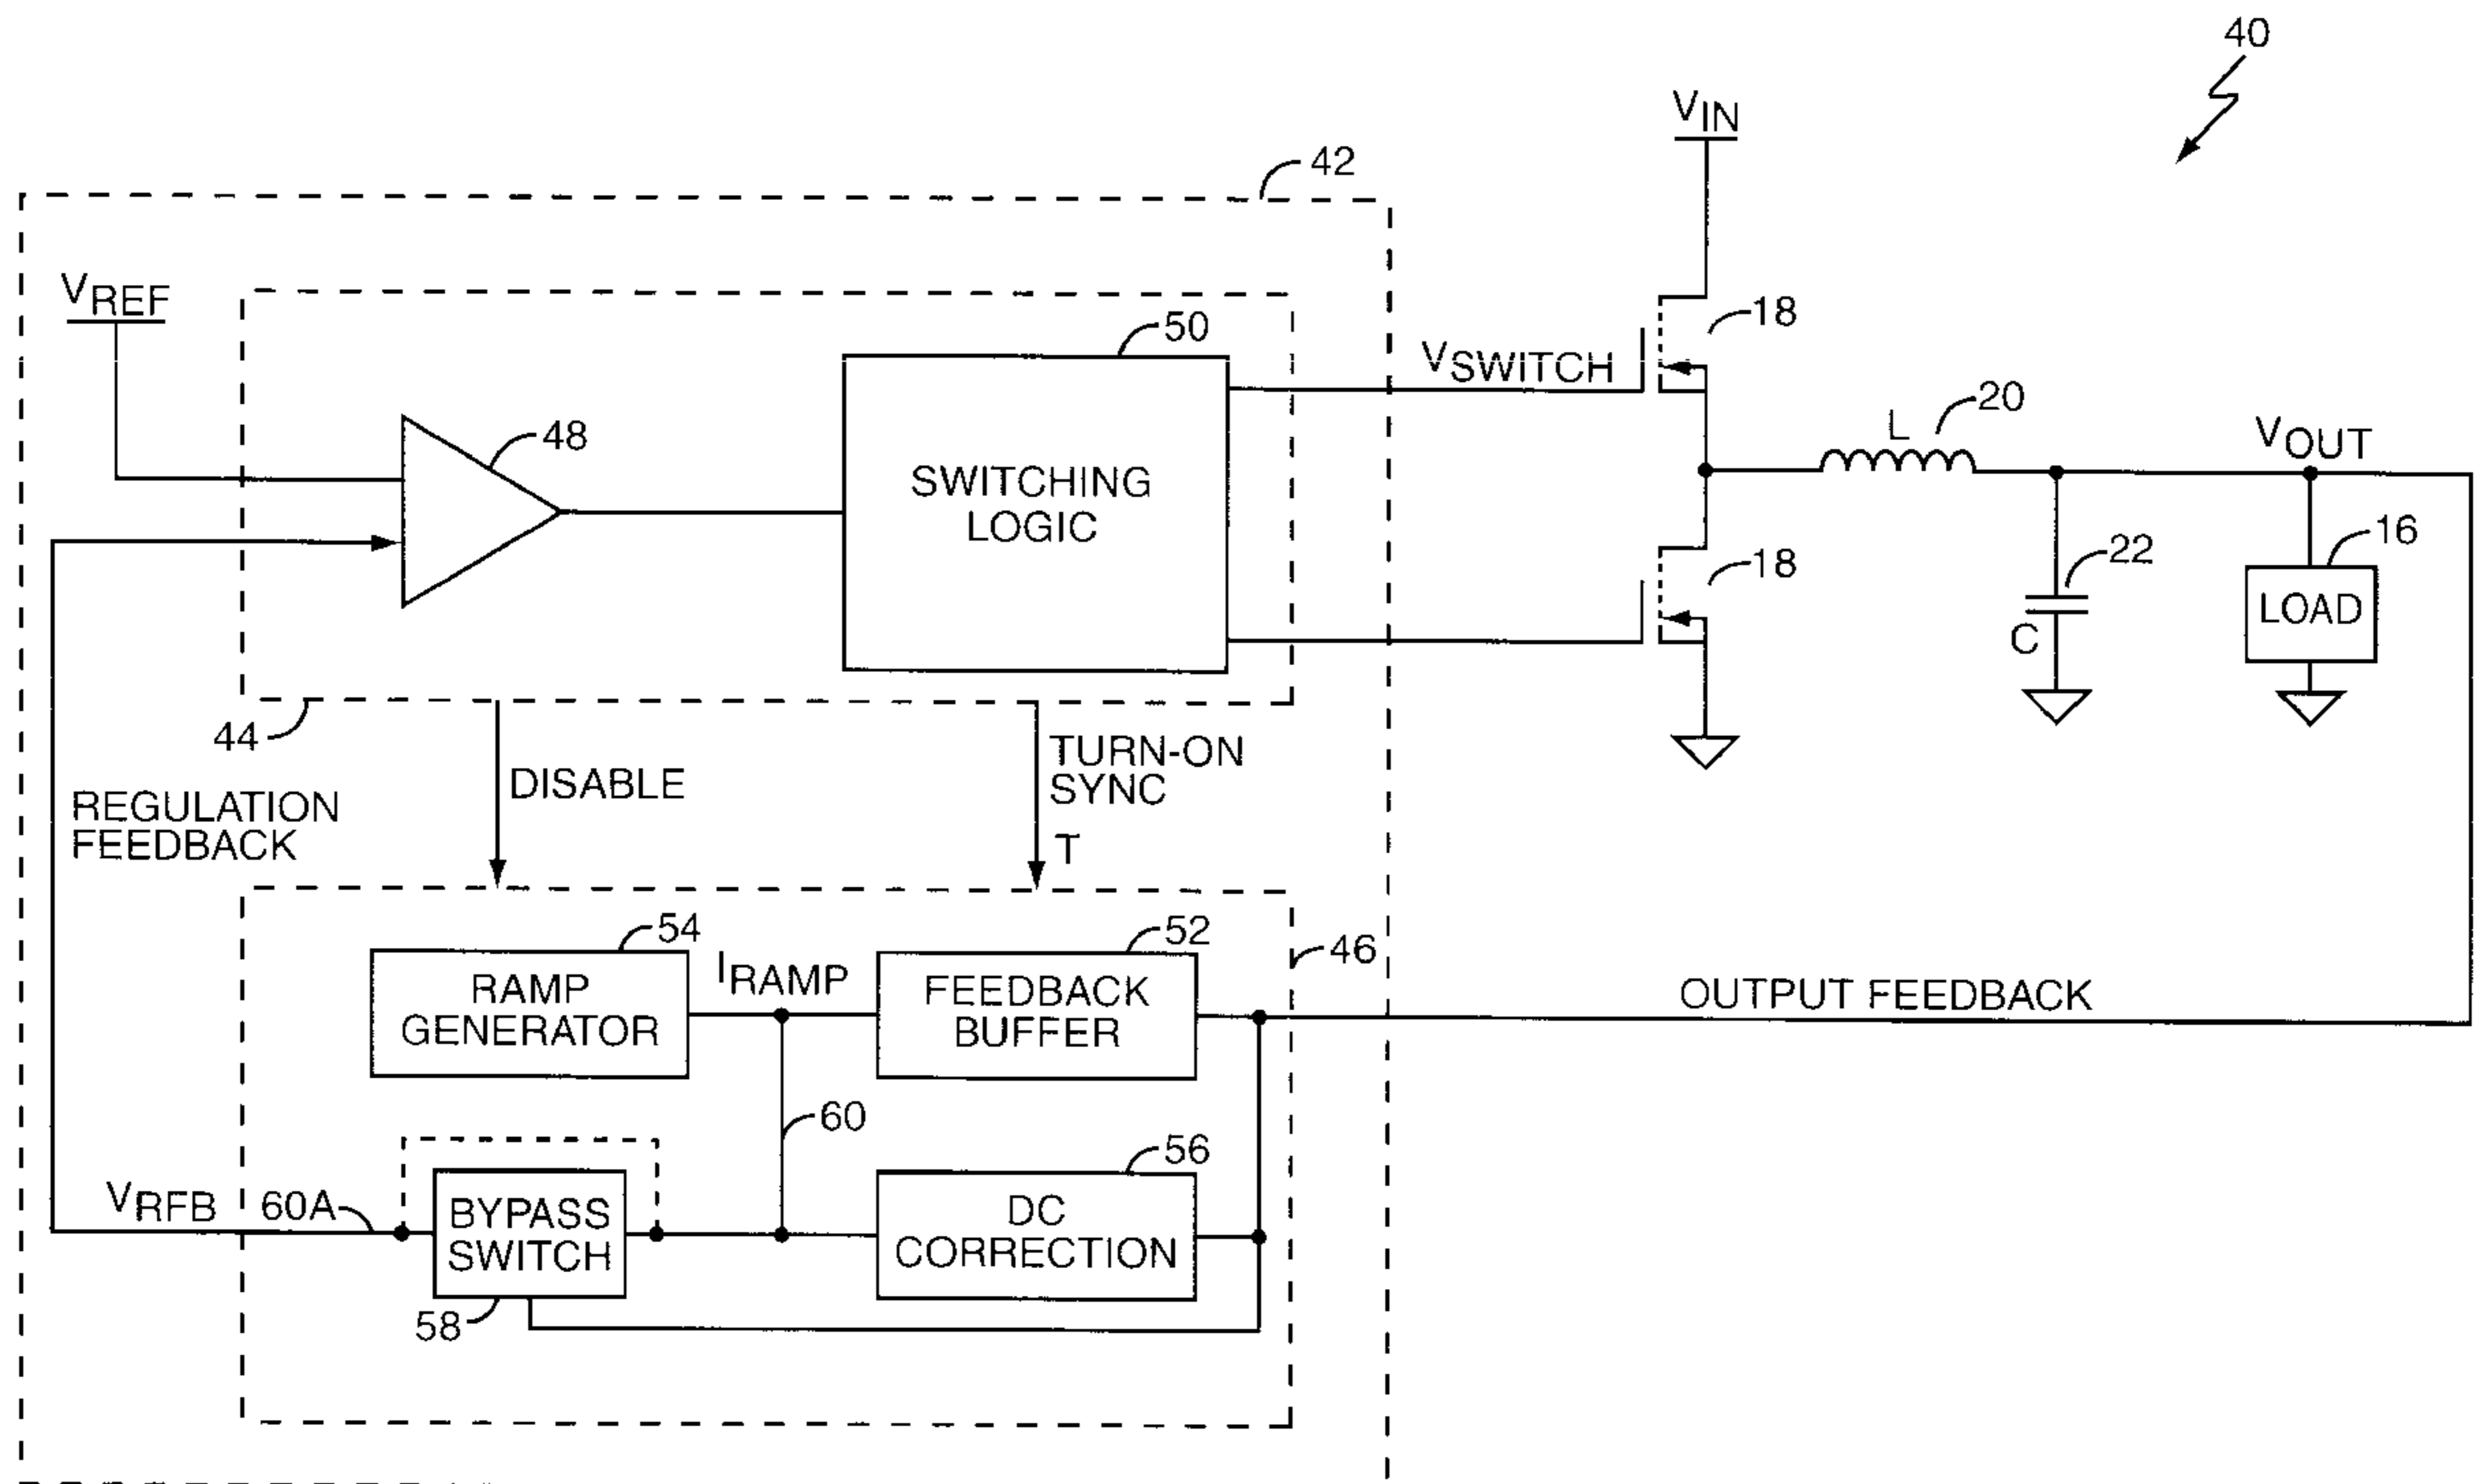 40
VIN
42
VREF
50
18
VSWITCH
48
20
L
VOUT
SWITCHING
LOGIC
16
22
18
LOAD
C
44
TURN-ON
SYNC
T
DISABLE
REGULATION
FEEDBACK
54
52
46
IRAMP
RAMP
GENERATOR
FEEDBACK
BUFFER
OUTPUT FEEDBACK
60
56
VRFB
60A
BYPASS
SWITCH
DC
CORRECTION
58